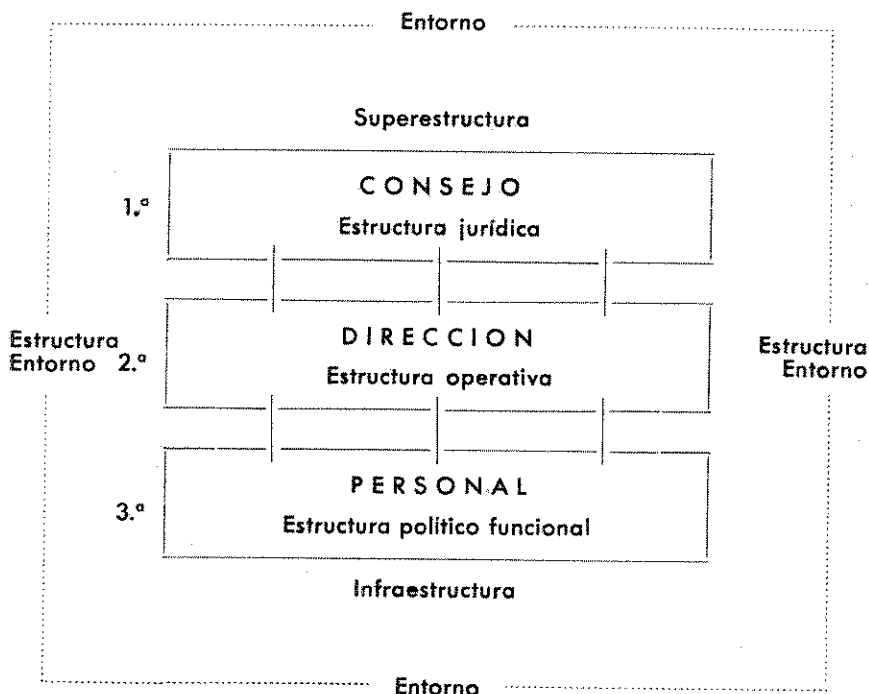 Entorno
Superestructura
1.ª
CONSEJO
Estructura jurídica
Estructura
Entorno
2.ª
DIRECCION
Estructura operativa
Estructura
Entorno
3.ª
PERSONAL
Estructura político funcional
Infraestructura
Entorno